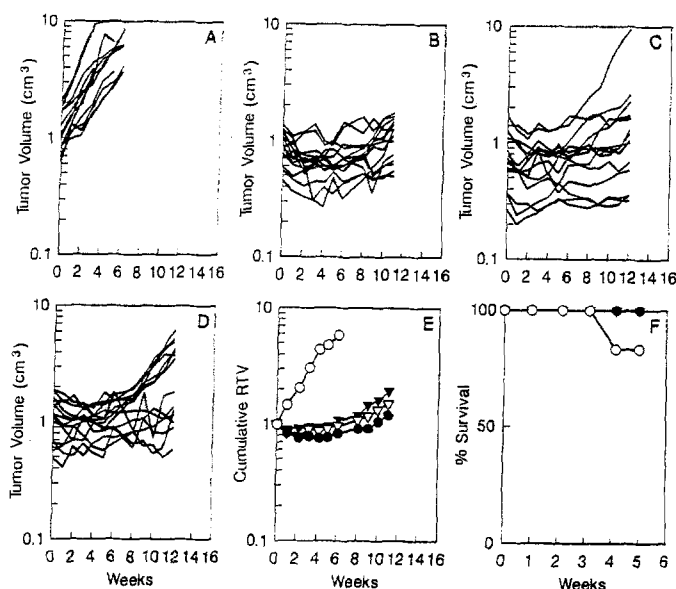 10
1
0.1
Tumor Volume (cm³)
A
0 2 4 6 8 10 12 14 16
10
1
0.1
Tumor Volume (cm³)
B
0 2 4 6 8 10 12 14 16
10
1
0.1
Tumor Volume (cm³)
C
0 2 4 6 8 10 12 14 16
10
1
0.1
Tumor Volume (cm³)
D
0 2 4 6 8 10 12 14 16
Weeks
10
1
0.1
Cumulative RTV
E
0 2 4 6 8 10 12 14 16
Weeks
100
50
0
% Survival
F
0 1 2 3 4 5 6
Weeks